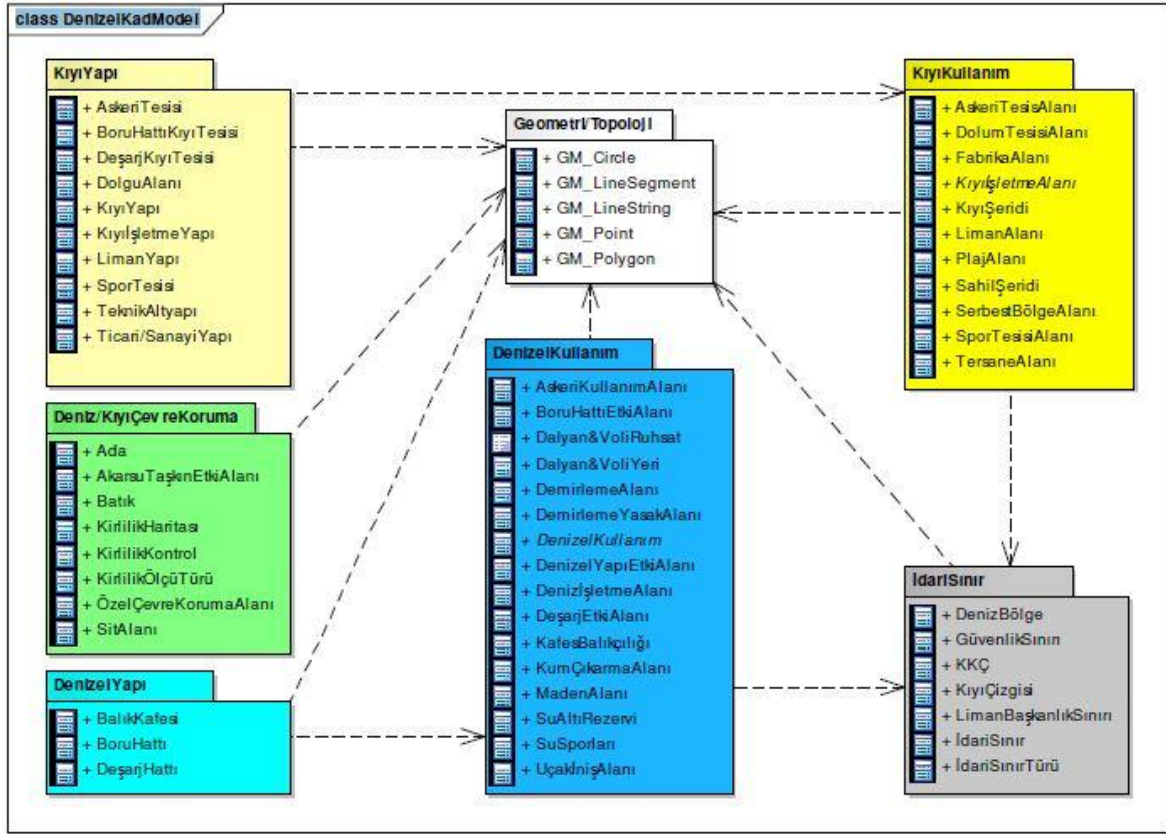 class DenizelKadModel
KıyıYapı
+ AskeriTesisi
+ BoruHattıKıyıTesisi
+ DeşarjKıyıTesisi
+ DolguAlanı
+ KıyıYapı
+ KıyıİşletmeYapı
+ LimanYapı
+ SporTesisi
+ TeknikAltyapı
+ Ticari/SanayiYapı
Geometri/Topoloji
+ GM_Circle
+ GM_LineSegment
+ GM_LineString
+ GM_Point
+ GM_Polygon
KıyıKullanım
+ AskeriTesisAlanı
+ DolumTesisiAlanı
+ FabrikaAlanı
+ KıyıİşletmeAlanı
+ KıyıŞeridi
+ LimanAlanı
+ PlajAlanı
+ SahilŞeridi
+ SerbestBölgeAlanı
+ SporTesisiAlanı
+ TersaneAlanı
Deniz/KıyıÇevreKoruma
+ Ada
+ AkarsuTaşkınEtkiAlanı
+ Batık
+ KirlilikHaritası
+ KirlilikKontrol
+ KirlilikÖlçüTürü
+ ÖzelÇevreKorumaAlanı
+ SitAlanı
DenizelKullanım
+ AskeriKullanımAlanı
+ BoruHattıEtkiAlanı
+ Dalyan&VoliRuhsat
+ Dalyan&VoliYeri
+ DemirlemeAlanı
+ DemirlemeYasakAlanı
+ DenizelKullanım
+ DenizelYapıEtkiAlanı
+ DenizİşletmeAlanı
+ DeşarjEtkiAlanı
+ KafesBalıkçılığı
+ KumÇıkarmaAlanı
+ MadenAlanı
+ SuAltıRezervi
+ SuSporları
+ UçakİnişAlanı
DenizelYapı
+ BalıkKafesi
+ BoruHattı
+ DeşarjHattı
İdariSınır
+ DenizBölge
+ GüvenlikSınırı
+ KKÇ
+ KıyıÇizgisi
+ LimanBaşkanlıkSınırı
+ İdariSınır
+ İdariSınırTürü